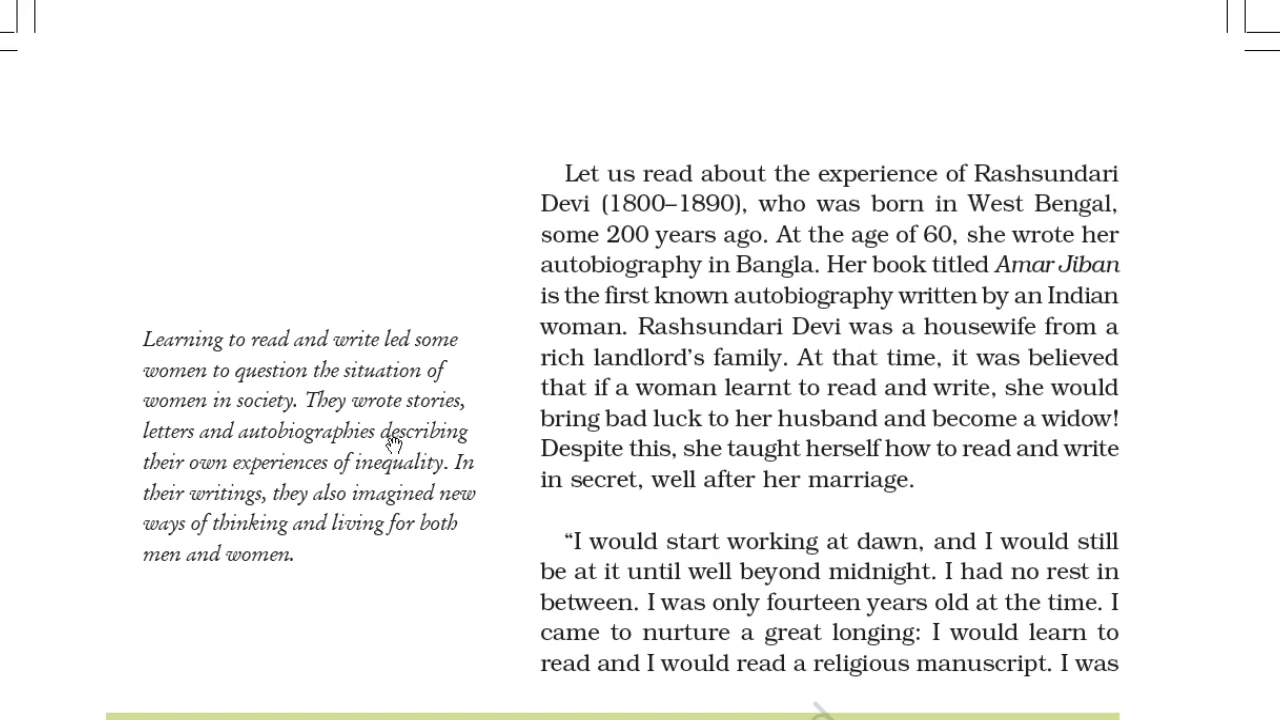 Let us read about the experience of Rashsundari
Devi (1800–1890), who was born in West Bengal,
some 200 years ago. At the age of 60, she wrote her
autobiography in Bangla. Her book titled Amar Jiban
is the first known autobiography written by an Indian
woman. Rashsundari Devi was a housewife from a
rich landlord’s family. At that time, it was believed
that if a woman learnt to read and write, she would
bring bad luck to her husband and become a widow!
Despite this, she taught herself how to read and write
in secret, well after her marriage.
“I would start working at dawn, and I would still
be at it until well beyond midnight. I had no rest in
between. I was only fourteen years old at the time. I
came to nurture a great longing: I would learn to
read and I would read a religious manuscript. I was
Learning to read and write led some
women to question the situation of
women in society. They wrote stories,
letters and autobiographies describing
their own experiences of inequality. In
their writings, they also imagined new
ways of thinking and living for both
men and women.